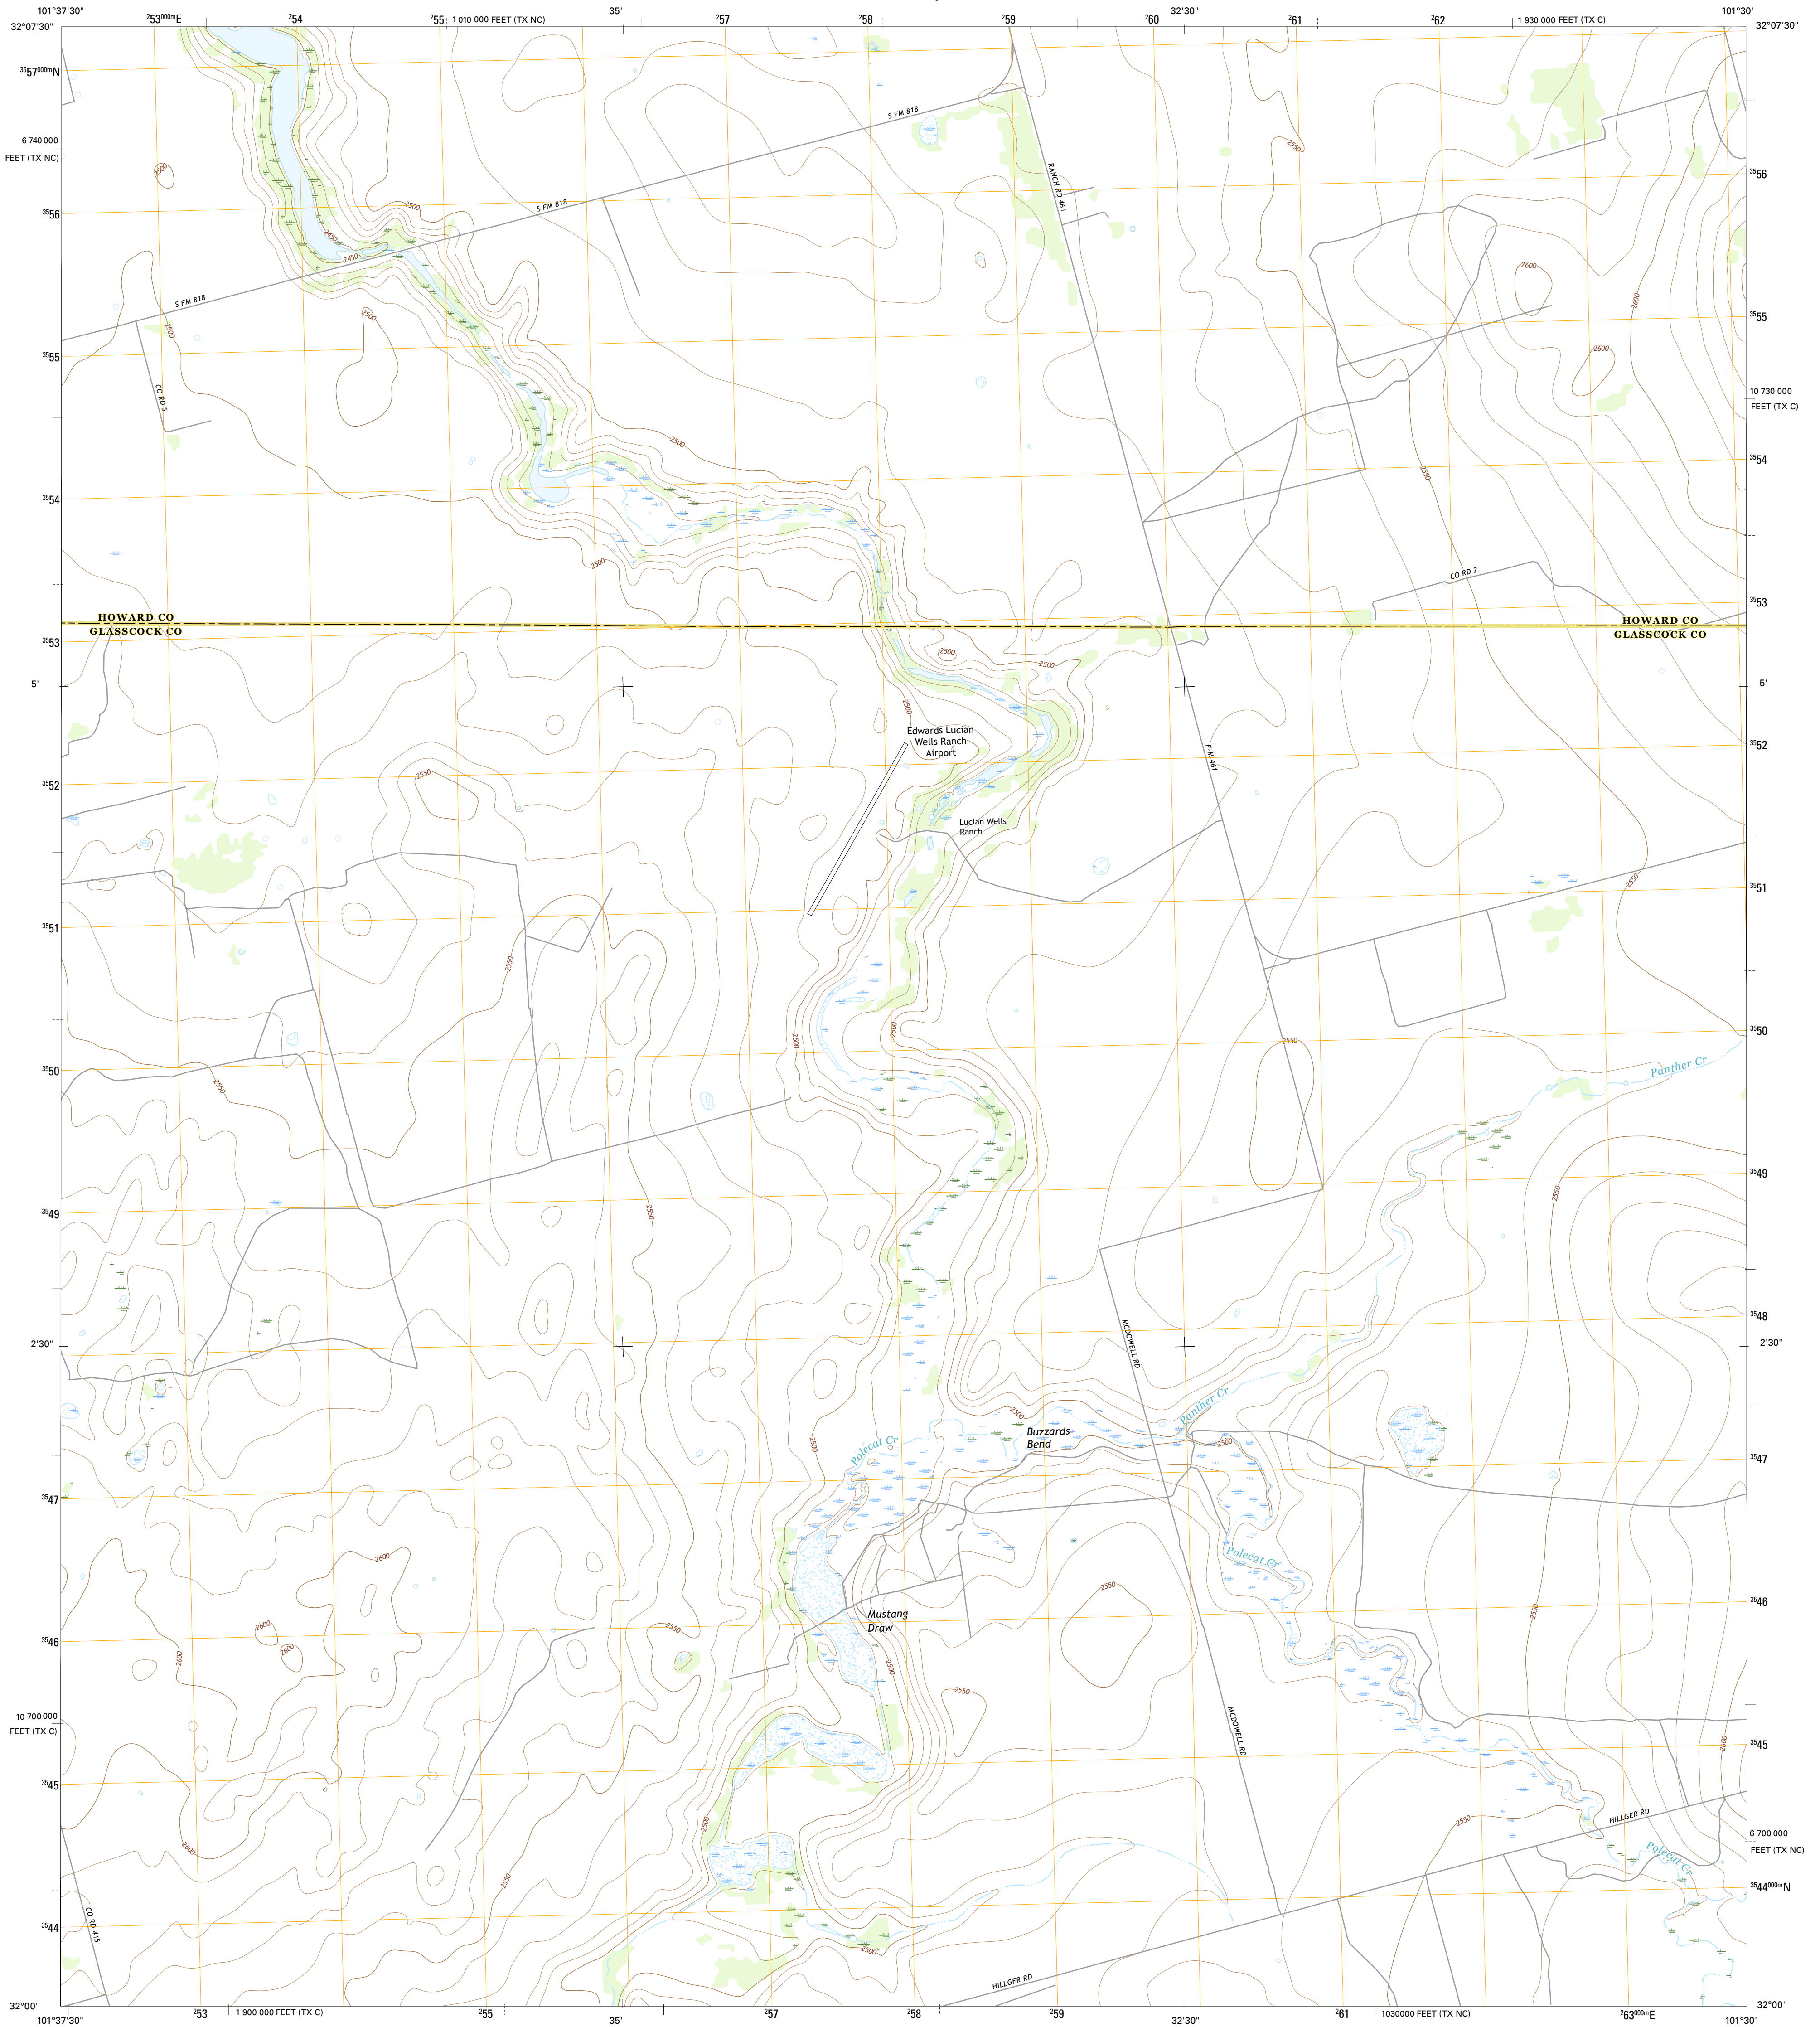 101°37'30"
²53⁰⁰⁰ᵐE
²54
²55
1 010 000 FEET (TX NC)
35'
²57
²58
²59
²60
32°30"
²61
²62
1 930 000 FEET (TX C)
101°30'
32°07'30"
32°07'30"
³⁵57⁰⁰⁰ᵐN
S FM 818
6 740 000
FEET (TX NC)
2500
2550
RANCH RD 461
³⁵56
³⁵56
S FM 818
2500
2450
2450
2600
S FM 818
2500
2500
2600
³⁵55
³⁵55
2600
CO RD 5
10 730 000
FEET (TX C)
2500
2550
³⁵54
³⁵54
2500
CO RD 2
³⁵53
HOWARD CO
GLASSCOCK CO
HOWARD CO
GLASSCOCK CO
³⁵53
2500
2500
5'
5'
2500
Edwards Lucian
Wells Ranch
Airport
F-M 461
³⁵52
³⁵52
2550
Lucian Wells
Ranch
2550
³⁵51
³⁵51
2550
2500
2500
2550
³⁵50
³⁵50
Panther Cr
2550
³⁵49
³⁵49
2550
2550
³⁵48
MCDOWELL RD
2'30"
2'30"
Panther Cr
2500
Buzzards
Bend
2500
Polecat Cr
2500
³⁵47
³⁵47
Polecat Cr
2600
2550
Mustang
Draw
2550
³⁵46
³⁵46
2600
2600
2600
2550
2500
2550
10 700 000
FEET (TX C)
MCDOWELL RD
2600
³⁵45
³⁵45
HILLGER RD
2550
2500
2600
6 700 000
FEET (TX NC)
Polecat Cr
2550
³⁵44⁰⁰⁰ᵐN
CO RD 415
³⁵44
2500
HILLGER RD
32°00'
32°00'
101°37'30"
²53
1 900 000 FEET (TX C)
²55
35'
²57
²58
²59
32'30"
²61
1030000 FEET (TX NC)
²63⁰⁰⁰ᵐE
101°30'